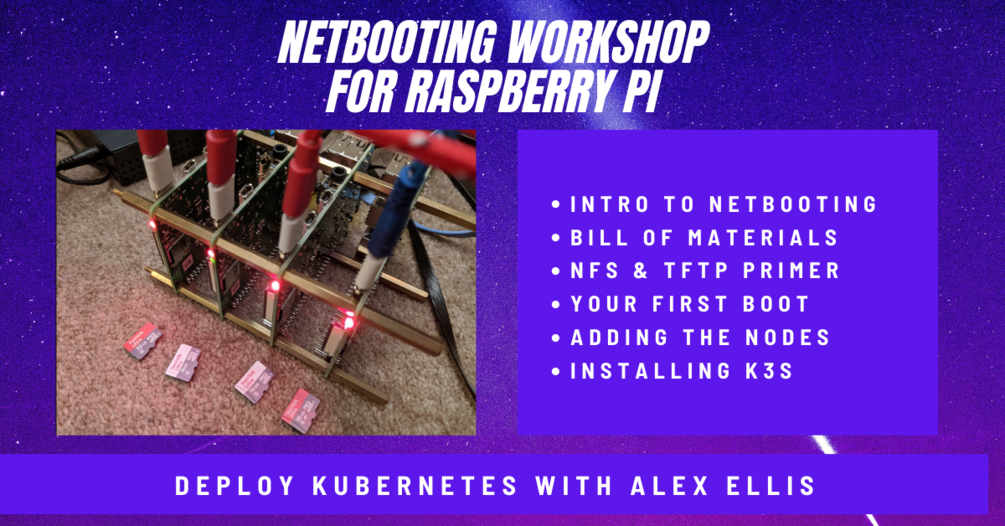 NETBOOTING WORKSHOP
FOR RASPBERRY PI
• INTRO TO NETBOOTING
• BILL OF MATERIALS
• NFS & TFTP PRIMER
• YOUR FIRST BOOT
• ADDING THE NODES
• INSTALLING K3S
DEPLOY KUBERNETES WITH ALEX ELLIS